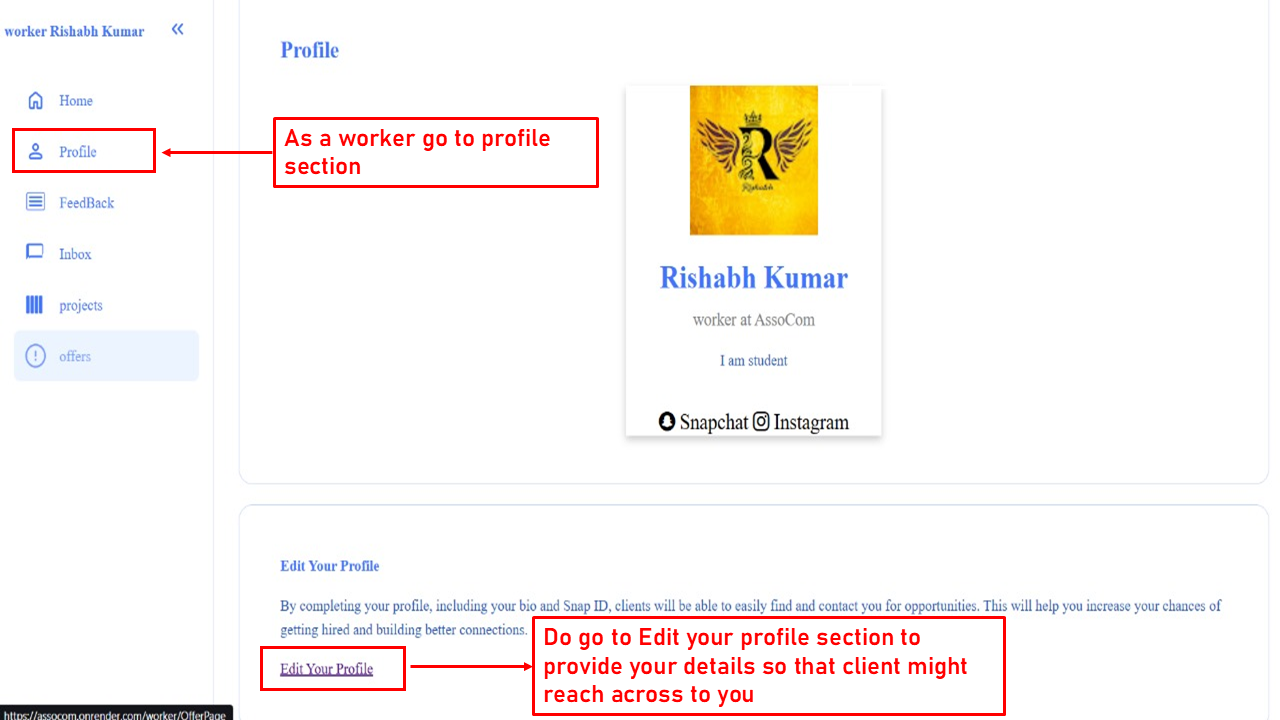 worker Rishabh Kumar
Home
Profile
FeedBack
Inbox
projects
offers
Profile
As a worker go to profile
section
R
Rishabh
Rishabh Kumar
worker at AssoCom
I am student
Snapchat Instagram
Edit Your Profile
By completing your profile, including your bio and Snap ID, clients will be able to easily find and contact you for opportunities. This will help you increase your chances of
getting hired and building better connections.
Edit Your Profile
Do go to Edit your profile section to
provide your details so that client might
reach across to you
https://assocom.onrender.com/worker/OfferPage